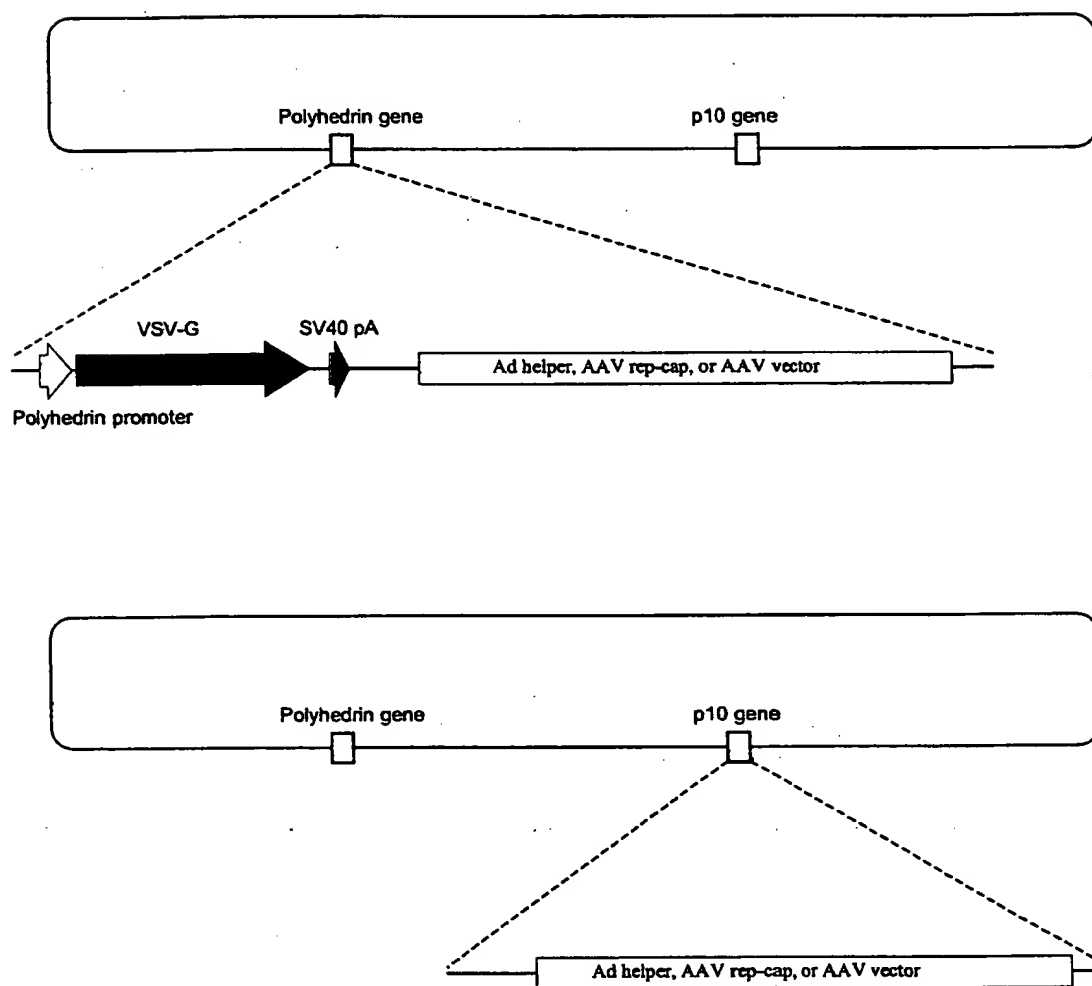 Polyhedrin gene
p10 gene
VSV-G
SV40 pA
Ad helper, AAV rep-cap, or AAV vector
Polyhedrin promoter
Polyhedrin gene
p10 gene
Ad helper, AAV rep-cap, or AAV vector